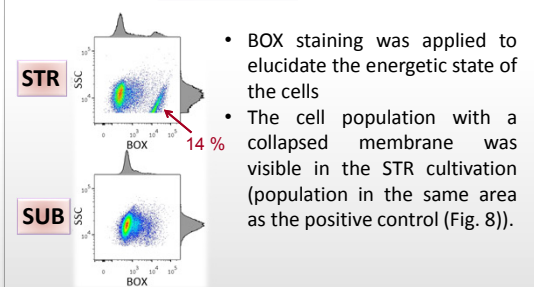 STR
SSC
10⁵
10⁴
0
10³ 10⁴ 10⁵
BOX
14 %
SUB
SSC
10⁵
10⁴
0
10³ 10⁴ 10⁵
BOX
• BOX staining was applied to
elucidate the energetic state of
the cells
• The cell population with a
collapsed membrane was
visible in the STR cultivation
(population in the same area
as the positive control (Fig. 8)).